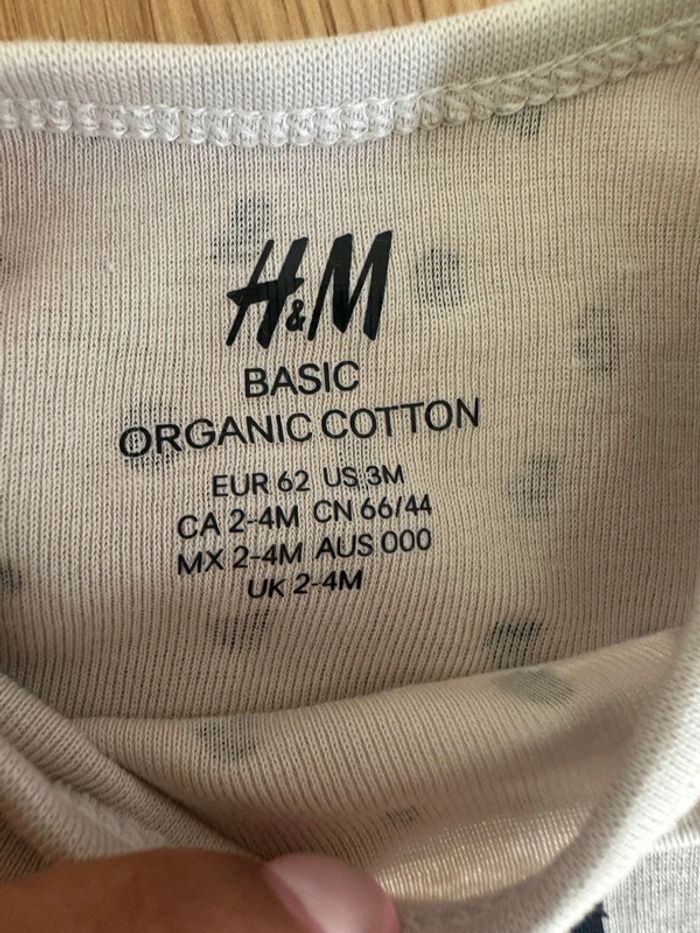 H&M
BASIC
ORGANIC COTTON
EUR 62 US 3M
CA 2-4M CN 66/44
MX 2-4M AUS 000
UK 2-4M